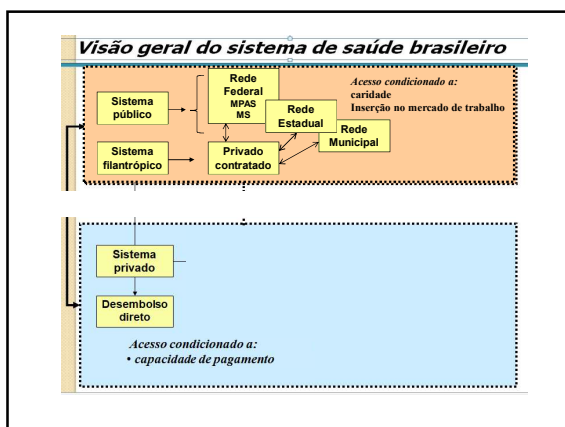 Visão geral do sistema de saúde brasileiro
Rede
Federal
MPAS
MS
Acesso condicionado a:
caridade
Inserção no mercado de trabalho
Sistema
público
Rede
Estadual
Rede
Municipal
Sistema
filantrópico
Privado
contratado
Sistema
privado
Desembolso
direto
Acesso condicionado a:
• capacidade de pagamento